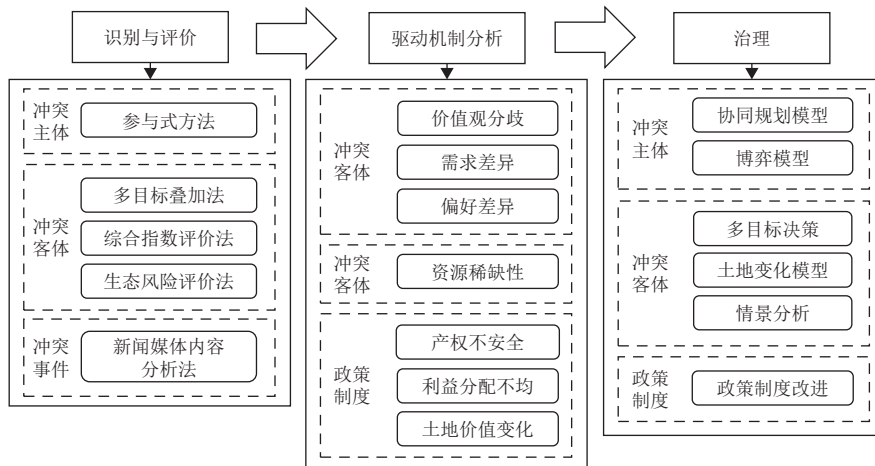 识别与评价
冲突
主体
参与式方法
冲突
客体
多目标叠加法
综合指数评价法
生态风险评价法
冲突
事件
新闻媒体内容
分析法
驱动机制分析
冲突
客体
价值观分歧
需求差异
偏好差异
冲突
客体
资源稀缺性
政策
制度
产权不安全
利益分配不均
土地价值变化
治理
冲突
主体
协同规划模型
博弈模型
冲突
客体
多目标决策
土地变化模型
情景分析
政策
制度
政策制度改进